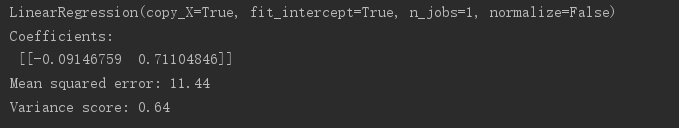 LinearRegression(copy_X=True, fit_intercept=True, n_jobs=1, normalize=False)
Coefficients:
[[-0.09146759  0.71104846]]
Mean squared error: 11.44
Variance score: 0.64